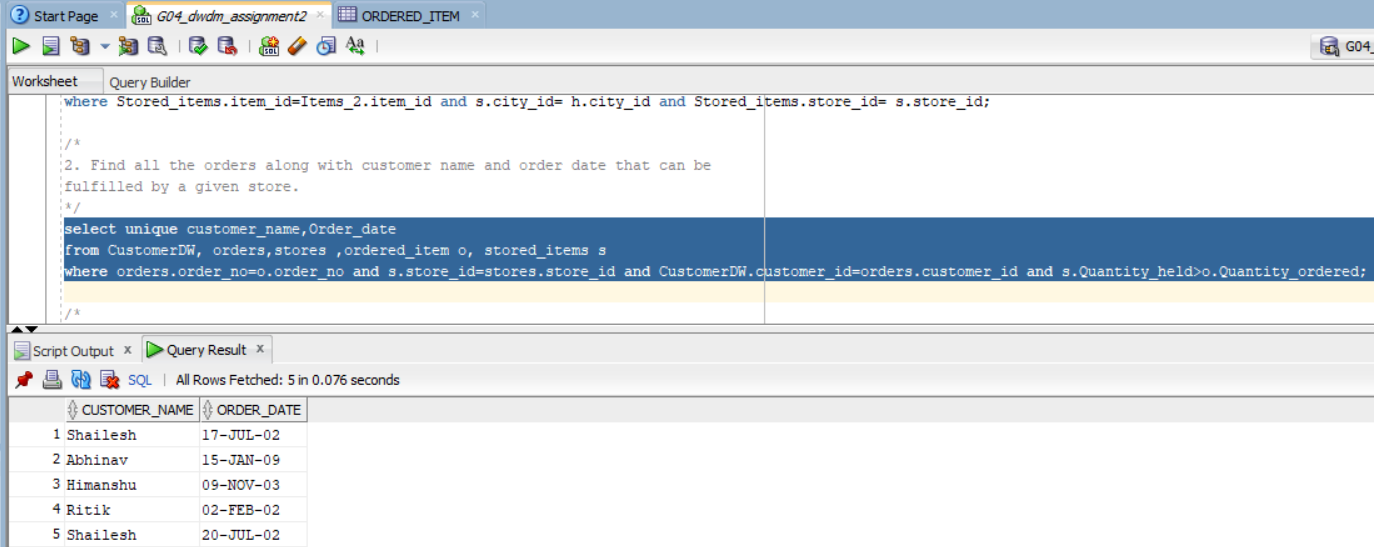 Start Page
G04_dwdm_assignment2
ORDERED_ITEM
SQL
Aa
G04_
Worksheet
Query Builder
where Stored_items.item_id=Items_2.item_id and s.city_id= h.city_id and Stored_items.store_id= s.store_id;
/*
2. Find all the orders along with customer name and order date that can be
fulfilled by a given store.
*/
select unique customer_name,Order_date
from CustomerDW, orders,stores ,ordered_item o, stored_items s
where orders.order_no=o.order_no and s.store_id=stores.store_id and CustomerDW.customer_id=orders.customer_id and s.Quantity_held>o.Quantity_ordered;
/*
Script Output x
Query Result x
SQL | All Rows Fetched: 5 in 0.076 seconds
CUSTOMER_NAME ORDER_DATE
1 Shailesh 17-JUL-02
2 Abhinav 15-JAN-09
3 Himanshu 09-NOV-03
4 Ritik 02-FEB-02
5 Shailesh 20-JUL-02